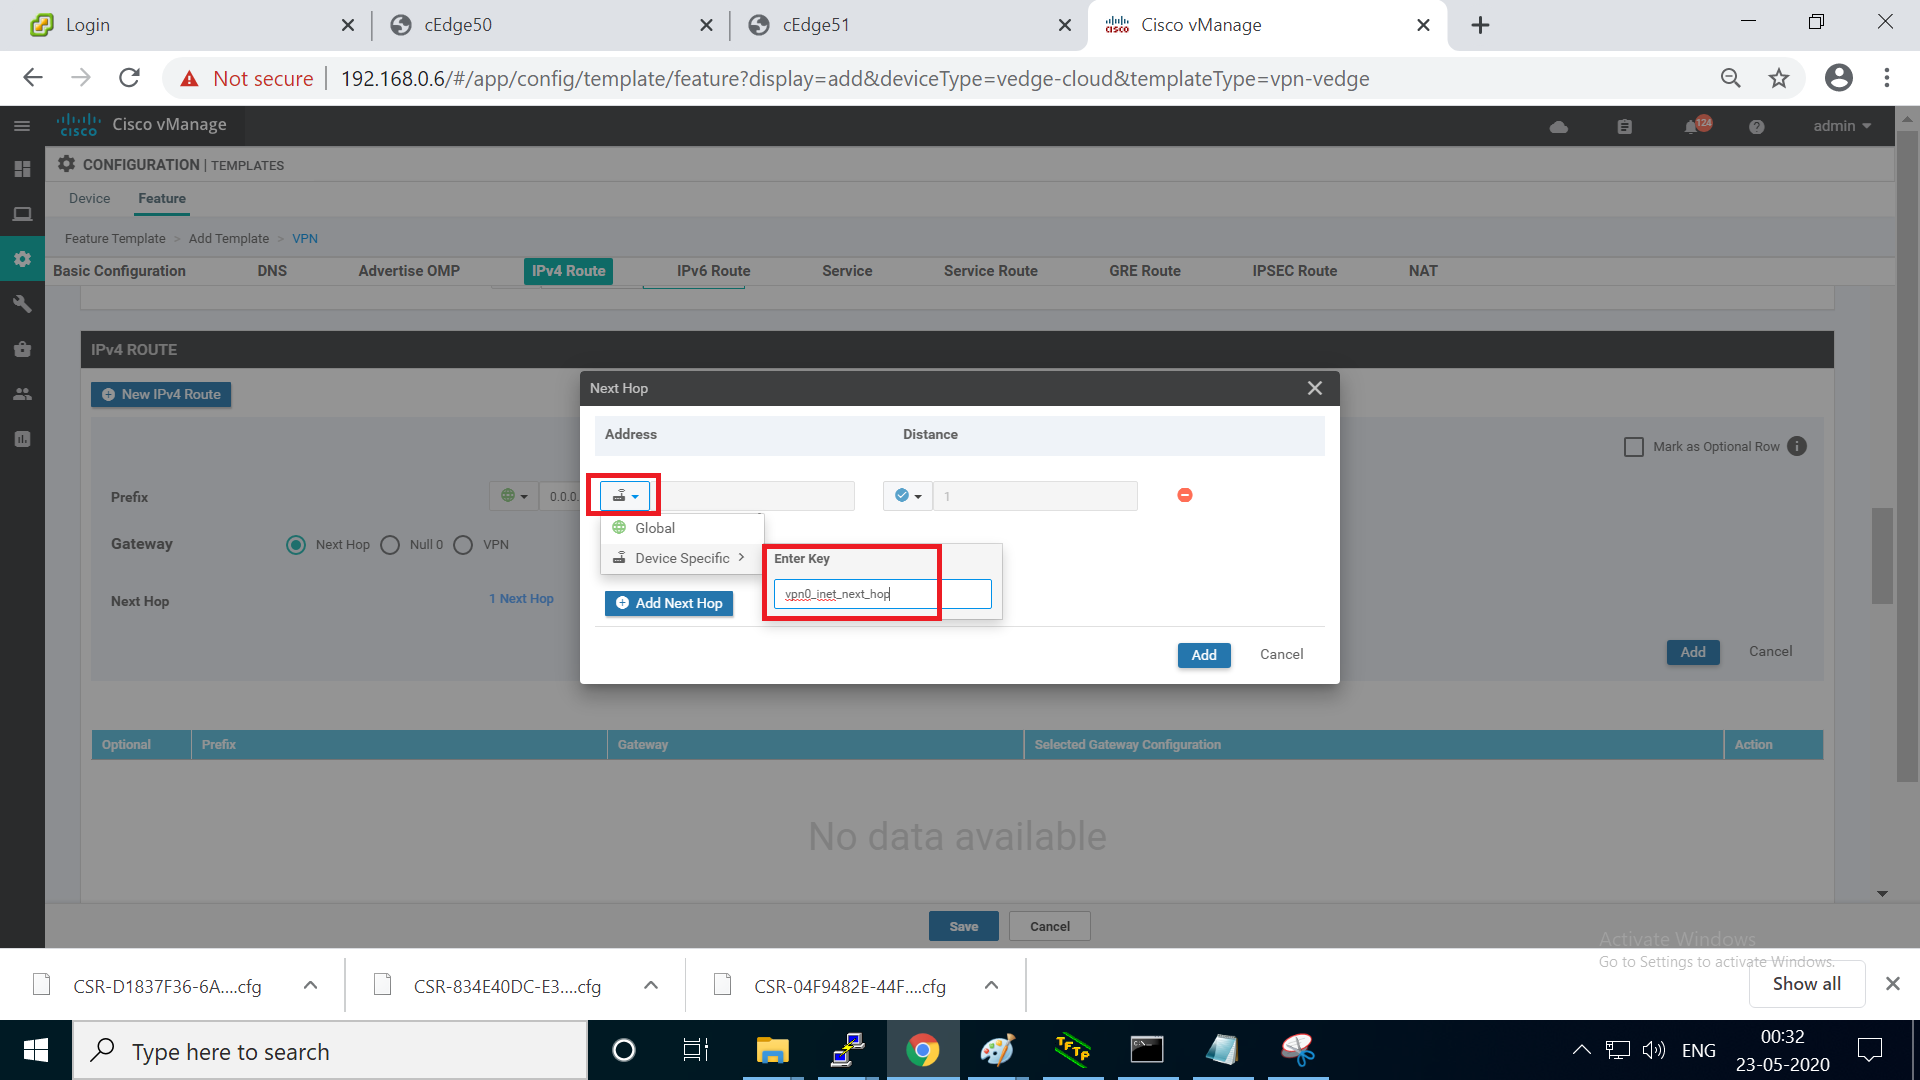 Login
cEdge50
cEdge51
Cisco vManage
Not secure
192.168.0.6/#/app/config/template/feature?display=add&deviceType=vedge-cloud&templateType=vpn-vedge
cisco Cisco vManage
124
admin
CONFIGURATION | TEMPLATES
Device Feature
Feature Template > Add Template > VPN
Basic Configuration DNS Advertise OMP IPv4 Route IPv6 Route Service Service Route GRE Route IPSEC Route NAT
IPv4 ROUTE
New IPv4 Route
Mark as Optional Row
Prefix
0.0.0.
Gateway
Next Hop Null 0 VPN
Next Hop
1 Next Hop
Next Hop
Address Distance
1
Global
Device Specific
Enter Key
vpn0_inet_next_hop
Add Next Hop
Add Cancel
Add Cancel
Optional Prefix Gateway Selected Gateway Configuration Action
No data available
Save Cancel
Activate Windows
Go to Settings to activate Windows.
CSR-D1837F36-6A....cfg
CSR-834E40DC-E3....cfg
CSR-04F9482E-44F....cfg
Show all
Type here to search
TFTP
ENG
00:32
23-05-2020